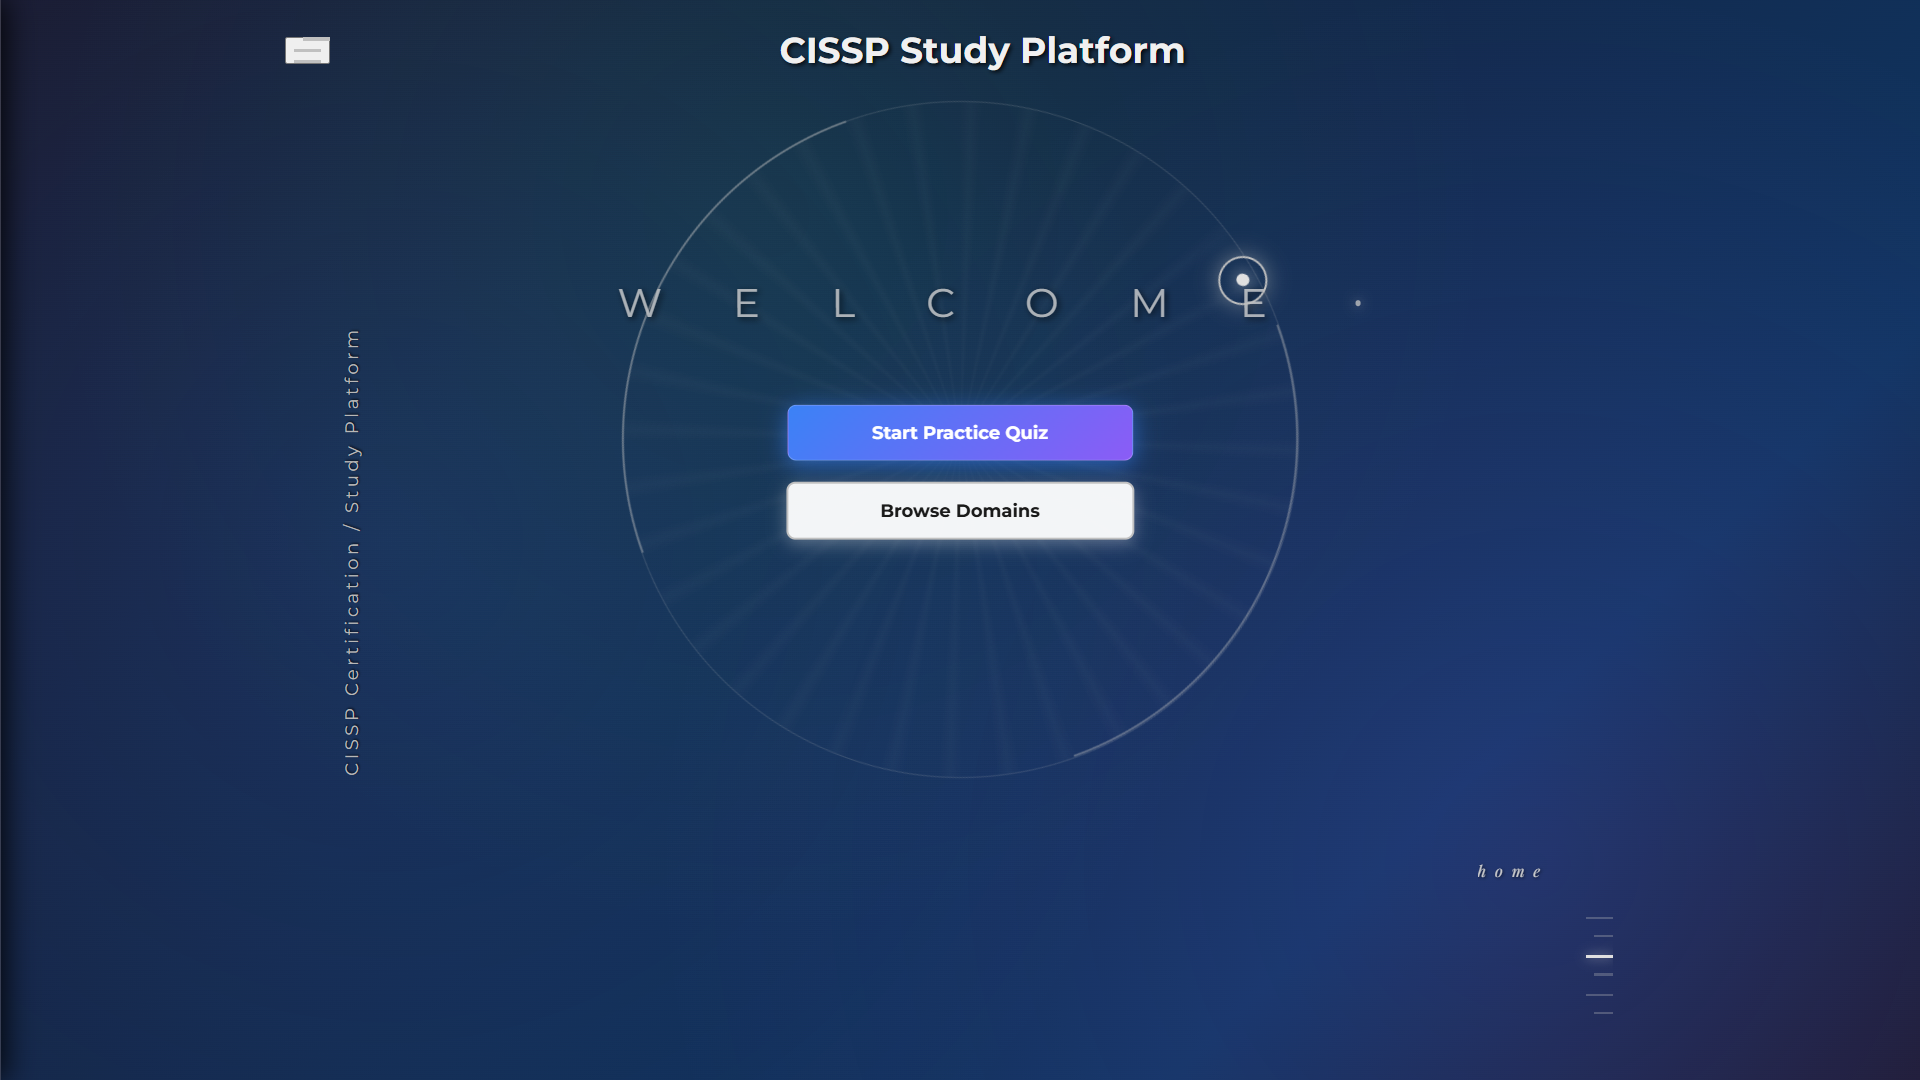 CISSP Study Platform
W E L C O M E .
CISSP Certification / Study Platform
Start Practice Quiz
Browse Domains
home